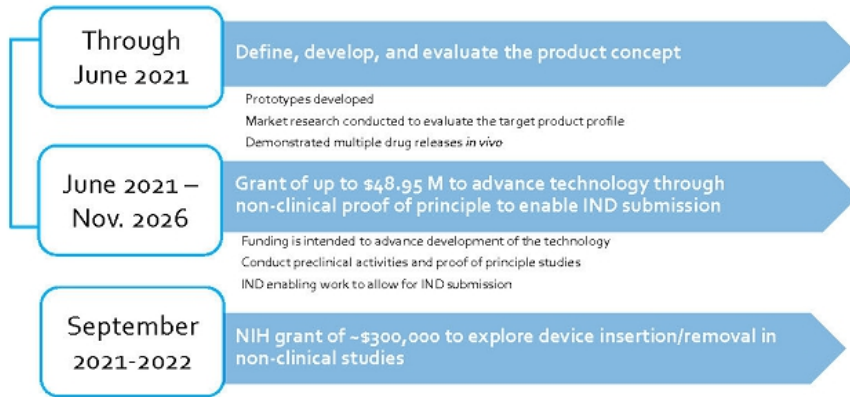 Through
June 2021
Define, develop, and evaluate the product concept
Prototypes developed
Market research conducted to evaluate the target product profile
Demonstrated multiple drug releases in vivo
June 2021 –
Nov. 2026
Grant of up to $48.95 M to advance technology through
non-clinical proof of principle to enable IND submission
Funding is intended to advance development of the technology
Conduct preclinical activities and proof of principle studies
IND enabling work to allow for IND submission
September
2021-2022
NIH grant of ~$300,000 to explore device insertion/removal in
non-clinical studies